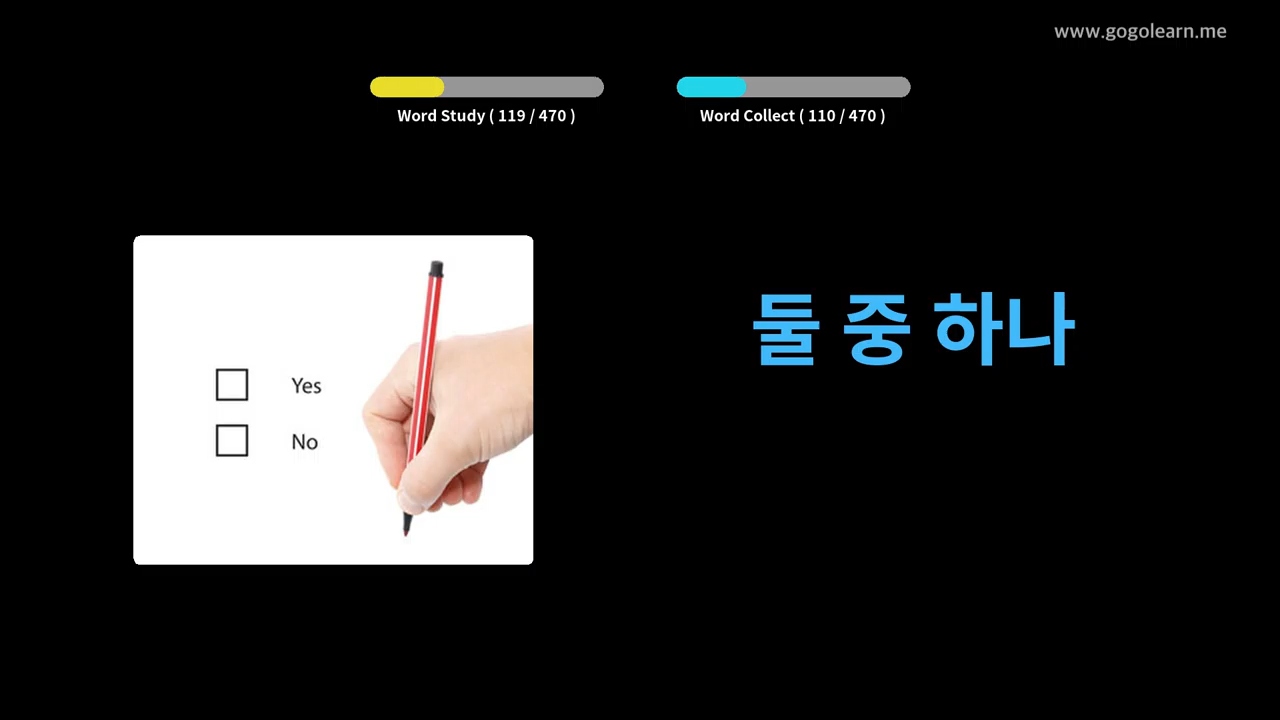 www.gogolearn.me
Word Study ( 119 / 470 )
Word Collect ( 110 / 470 )
둘 중 하나
Yes
No